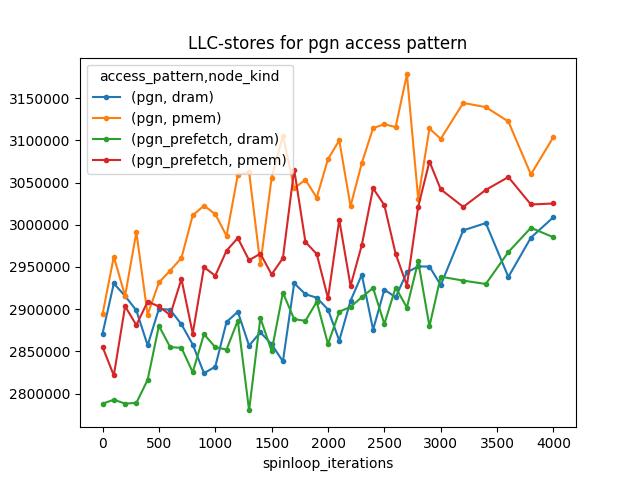 LLC-stores for pgn access pattern
access_pattern,node_kind
(pgn, dram)
(pgn, pmem)
(pgn_prefetch, dram)
(pgn_prefetch, pmem)
3150000
3100000
3050000
3000000
2950000
2900000
2850000
2800000
0 500 1000 1500 2000 2500 3000 3500 4000
spinloop_iterations